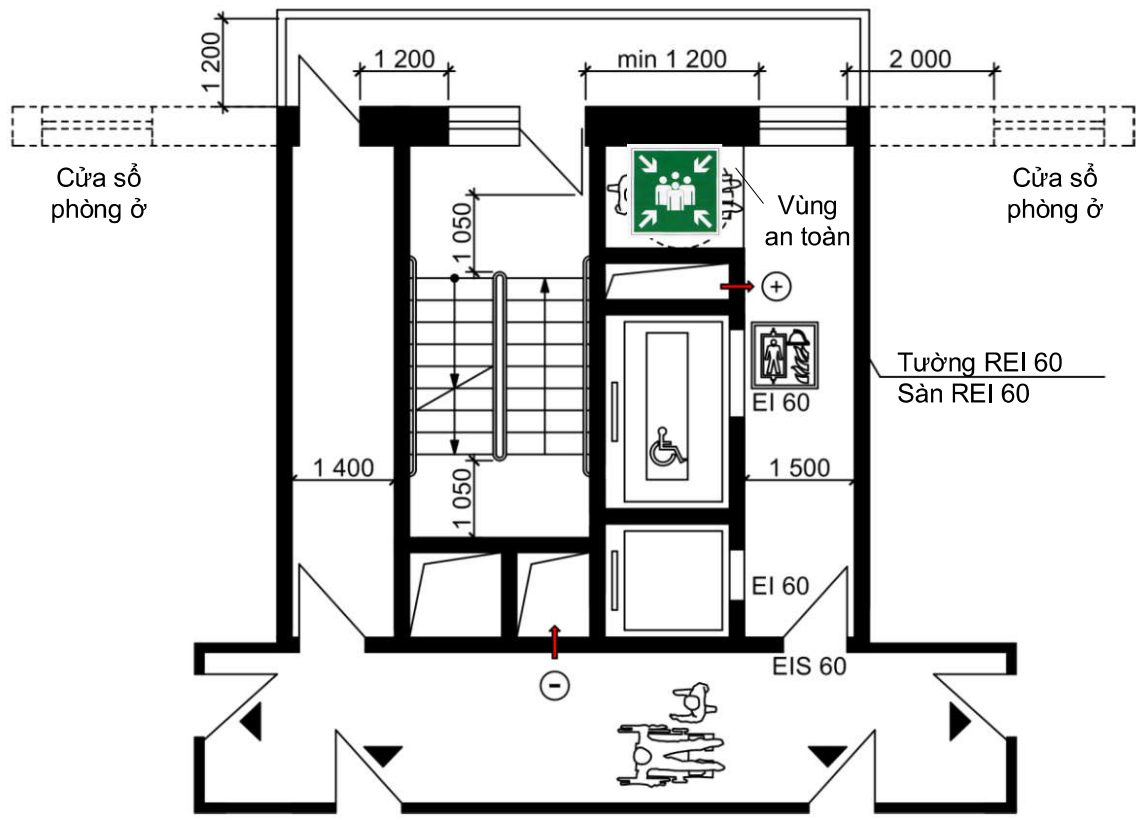 1 200
1 200
min 1 200
2 000
Cửa sổ
phòng ở
Cửa sổ
phòng ở
Vùng
an toàn
1 050
+
Tường REI 60
Sàn REI 60
EI 60
1 400
1 050
1 500
EI 60
EIS 60
-